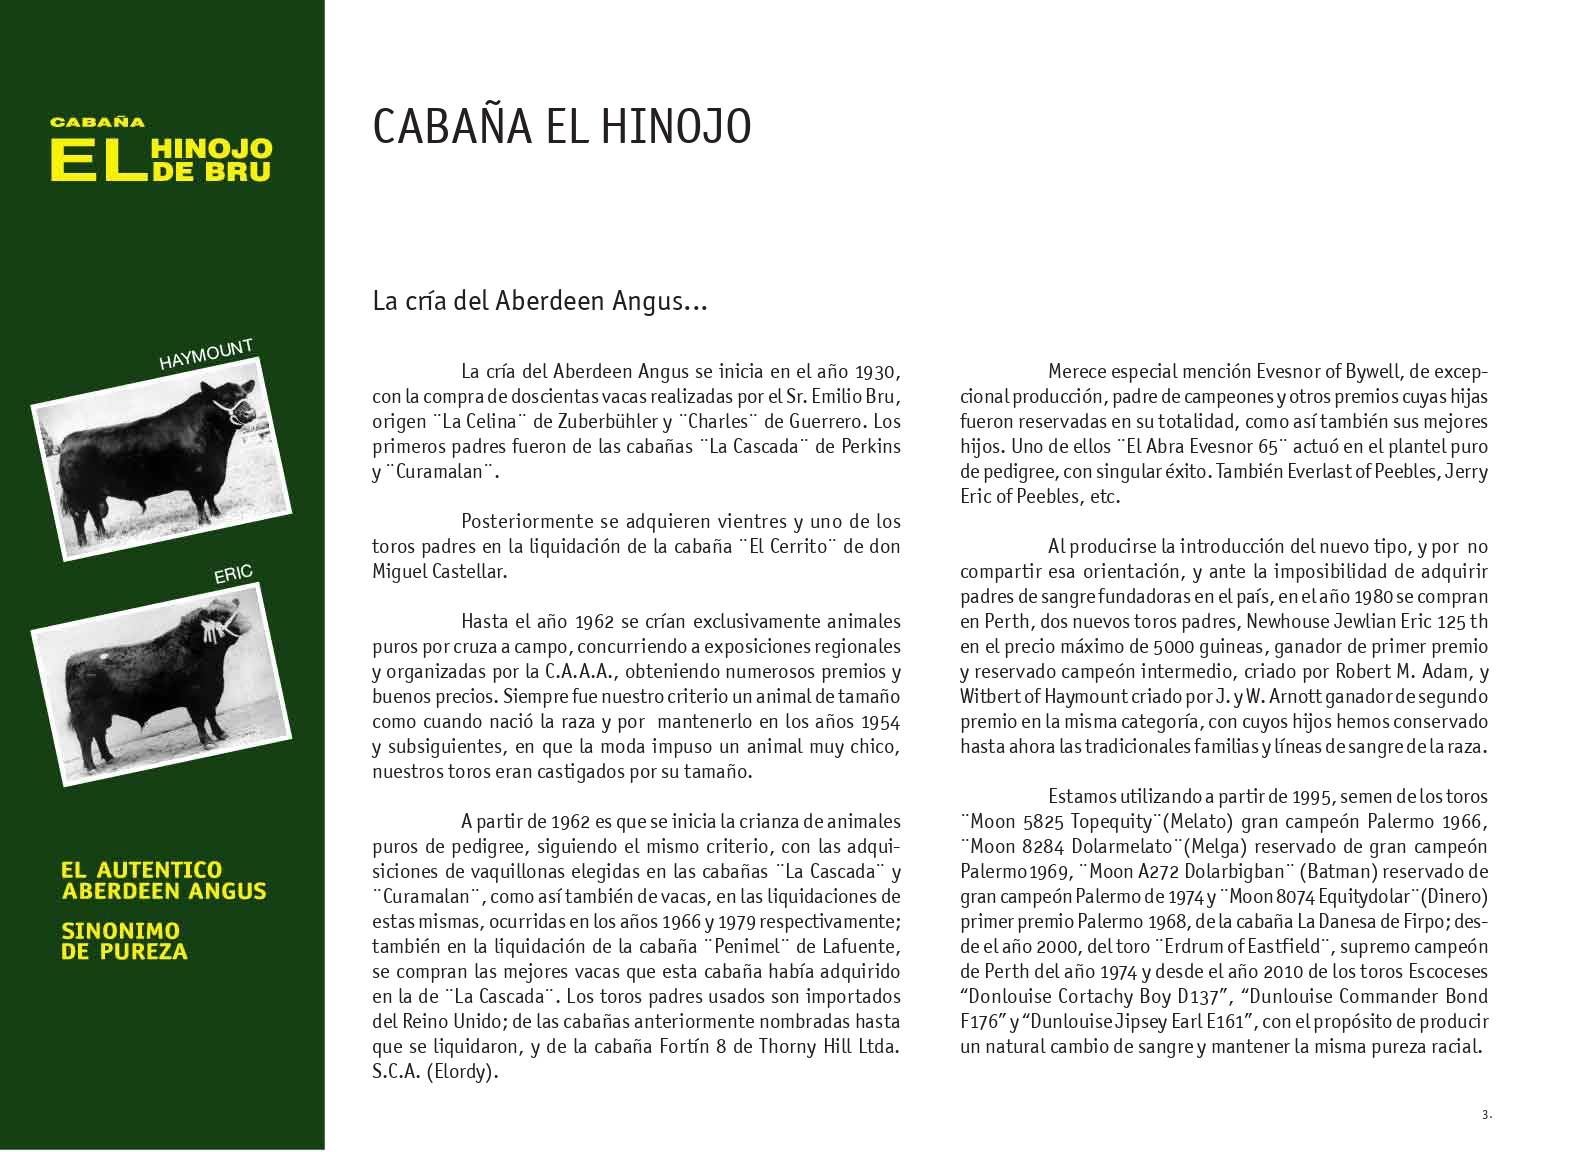 CABAÑA
EL HINOJO
DE BRU
HAYMOUNT
ERIC
EL AUTENTICO
ABERDEEN ANGUS
SINONIMO
DE PUREZA
CABAÑA EL HINOJO
La cría del Aberdeen Angus...
La cría del Aberdeen Angus se inicia en el año 1930,
con la compra de doscientas vacas realizadas por el Sr. Emilio Bru,
origen ¨La Celina¨ de Zuberbühler y ¨Charles¨ de Guerrero. Los
primeros padres fueron de las cabañas ¨La Cascada¨ de Perkins
y ¨Curamalan¨.
Posteriormente se adquieren vientres y uno de los
toros padres en la liquidación de la cabaña ¨El Cerrito¨ de don
Miguel Castellar.
Hasta el año 1962 se crían exclusivamente animales
puros por cruza a campo, concurriendo a exposiciones regionales
y organizadas por la C.A.A.A., obteniendo numerosos premios y
buenos precios. Siempre fue nuestro criterio un animal de tamaño
como cuando nació la raza y por mantenerlo en los años 1954
y subsiguientes, en que la moda impuso un animal muy chico,
nuestros toros eran castigados por su tamaño.
A partir de 1962 es que se inicia la crianza de animales
puros de pedigree, siguiendo el mismo criterio, con las adqui-
siciones de vaquillonas elegidas en las cabañas ¨La Cascada¨ y
¨Curamalan¨, como así también de vacas, en las liquidaciones de
estas mismas, ocurridas en los años 1966 y 1979 respectivamente;
también en la liquidación de la cabaña ¨Penimel¨ de Lafuente,
se compran las mejores vacas que esta cabaña había adquirido
en la de ¨La Cascada¨. Los toros padres usados son importados
del Reino Unido; de las cabañas anteriormente nombradas hasta
que se liquidaron, y de la cabaña Fortín 8 de Thorny Hill Ltda.
S.C.A. (Elordy).
Merece especial mención Evesnor of Bywell, de excep-
cional producción, padre de campeones y otros premios cuyas hijas
fueron reservadas en su totalidad, como así también sus mejores
hijos. Uno de ellos ¨El Abra Evesnor 65¨ actuó en el plantel puro
de pedigree, con singular éxito. También Everlast of Peebles, Jerry
Eric of Peebles, etc.
Al producirse la introducción del nuevo tipo, y por no
compartir esa orientación, y ante la imposibilidad de adquirir
padres de sangre fundadoras en el país, en el año 1980 se compran
en Perth, dos nuevos toros padres, Newhouse Jewlian Eric 125 th
en el precio máximo de 5000 guineas, ganador de primer premio
y reservado campeón intermedio, criado por Robert M. Adam, y
Witbert of Haymount criado por J. y W. Arnott ganador de segundo
premio en la misma categoría, con cuyos hijos hemos conservado
hasta ahora las tradicionales familias y líneas de sangre de la raza.
Estamos utilizando a partir de 1995, semen de los toros
¨Moon 5825 Topequity¨(Melato) gran campeón Palermo 1966,
¨Moon 8284 Dolarmelato¨(Melga) reservado de gran campeón
Palermo 1969, ¨Moon A272 Dolarbigban¨ (Batman) reservado de
gran campeón Palermo de 1974 y ¨Moon 8074 Equitydolar¨(Dinero)
primer premio Palermo 1968, de la cabaña La Danesa de Firpo; des-
de el año 2000, del toro ¨Erdrum of Eastfield¨, supremo campeón
de Perth del año 1974 y desde el año 2010 de los toros Escoceses
“Donlouise Cortachy Boy D137”, “Dunlouise Commander Bond
F176” y “Dunlouise Jipsey Earl E161”, con el propósito de producir
un natural cambio de sangre y mantener la misma pureza racial.
3.